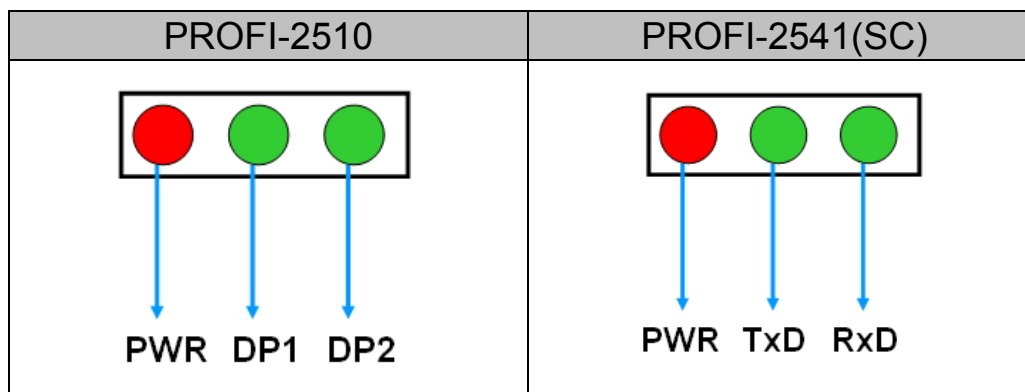 PROFI-2510
PROFI-2541(SC)
PWR DP1 DP2
PWR TxD RxD